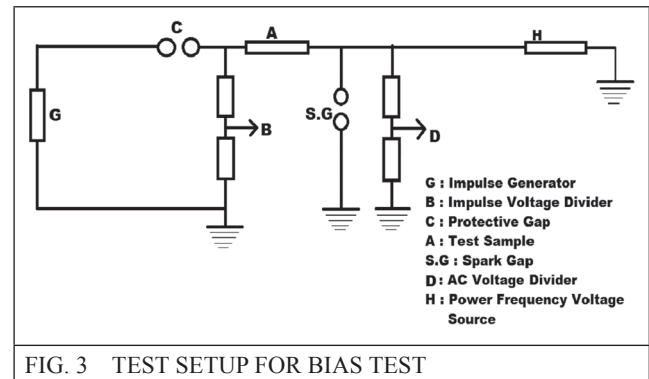 C
A
H
G
B
S.G
D
G : Impulse Generator
B : Impulse Voltage Divider
C : Protective Gap
A : Test Sample
S.G : Spark Gap
D : AC Voltage Divider
H : Power Frequency Voltage
Source
FIG. 3 TEST SETUP FOR BIAS TEST